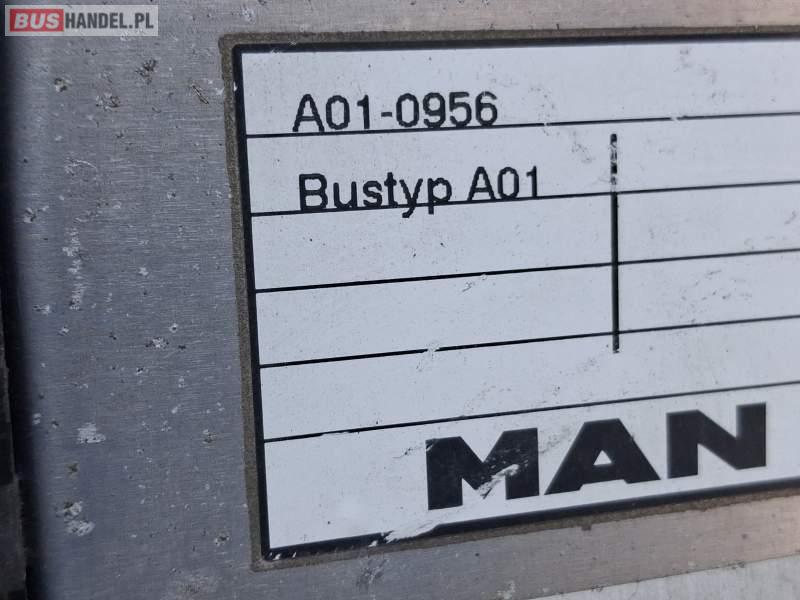 BUSHANDEL.PL
A01-0956
Bustyp A01
MAN